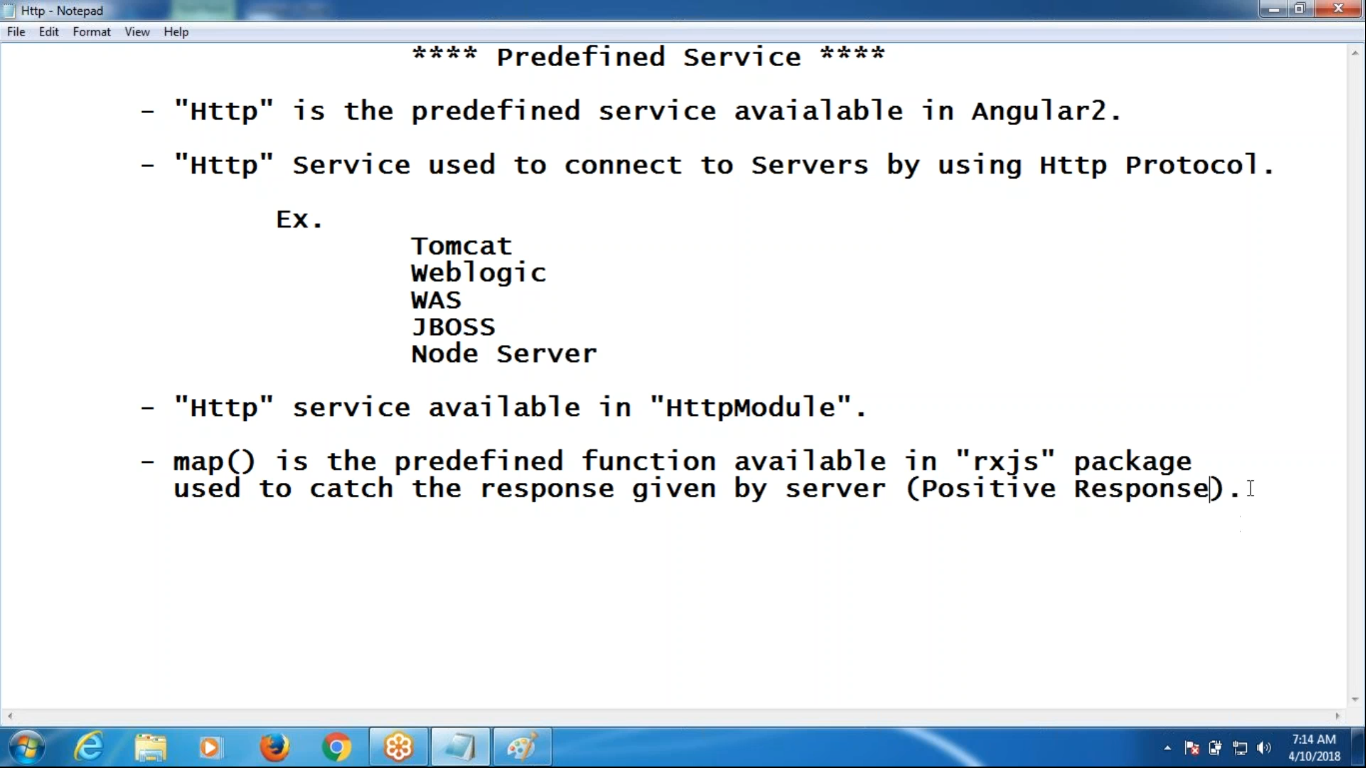 Http - Notepad
File Edit Format View Help
**** Predefined Service ****
- "Http" is the predefined service avaialable in Angular2.
- "Http" Service used to connect to Servers by using Http Protocol.
Ex.
Tomcat
Weblogic
WAS
JBOSS
Node Server
- "Http" service available in "HttpModule".
- map() is the predefined function available in "rxjs" package
used to catch the response given by server (Positive Response).
7:14 AM
4/10/2018